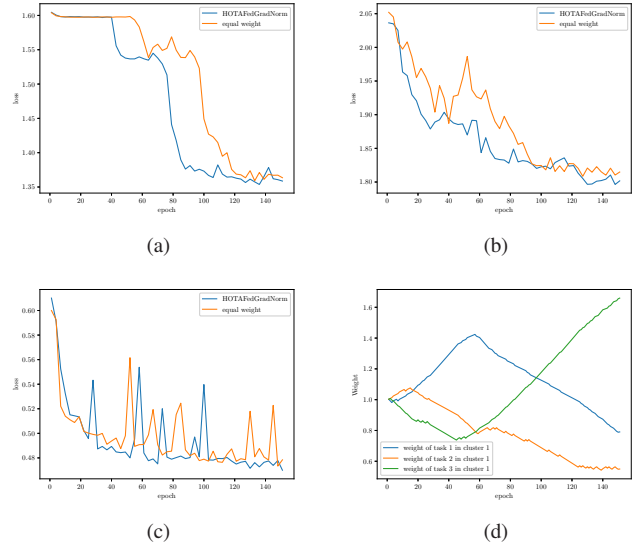 HOTAFedGradNorm
equal weight
1.60
1.55
1.50
1.45
1.40
1.35
loss
0 20 40 60 80 100 120 140
epoch
(a)
HOTAFedGradNorm
equal weight
2.05
2.00
1.95
1.90
1.85
1.80
loss
0 20 40 60 80 100 120 140
epoch
(b)
HOTAFedGradNorm
equal weight
0.60
0.58
0.56
0.54
0.52
0.50
0.48
loss
0 20 40 60 80 100 120 140
epoch
(c)
1.6
1.4
1.2
1.0
0.8
0.6
Weight
weight of task 1 in cluster 1
weight of task 2 in cluster 1
weight of task 3 in cluster 1
0 20 40 60 80 100 120 140
epoch
(d)